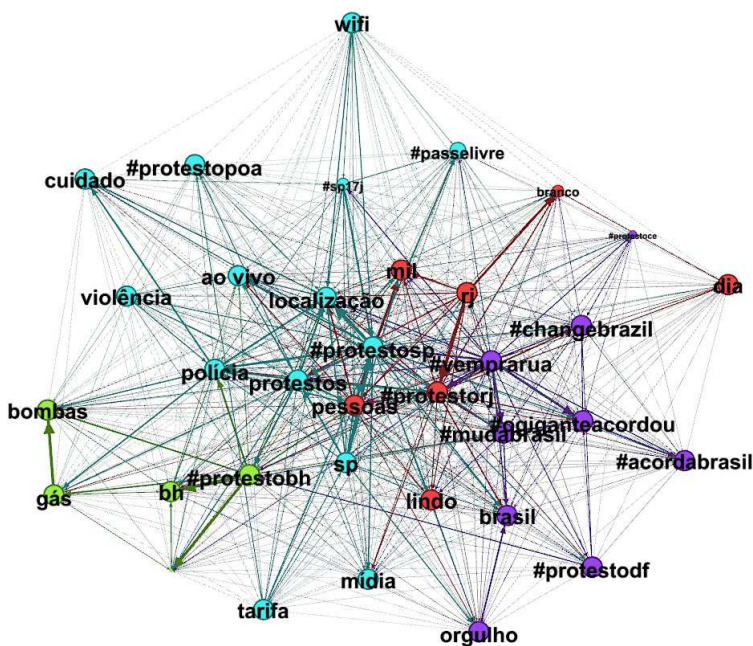 wifi
#passelivre
#protestopoa
cuidado
#sp17j
branco
#protestoce
mil
ao vivo
dia
rj
violência
localização
#changebrazil
#protestosp
#vemprarua
polícia
protestos
#protestorj
pessoas
bombas
#ogiganteacordou
#mudabrasil
#acordabrasil
sp
#protestobh
bh
gás
lindo
brasil
#protestodf
mídia
tarifa
orgulho